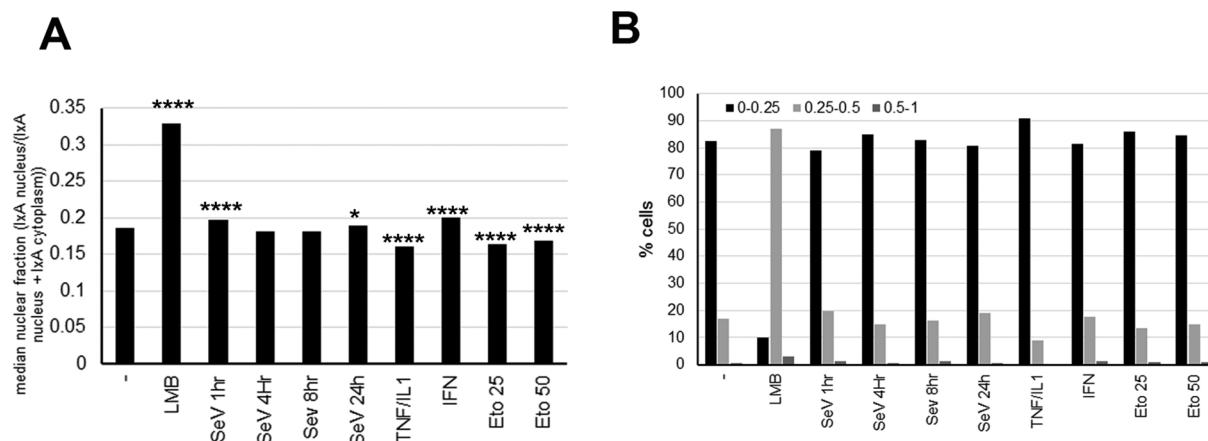 A
median nuclear fraction (IxA nucleus/(IxA
nucleus + IxA cytoplasm))
0.35
0.3
0.25
0.2
0.15
0.1
0.05
0
****
****
*
****
****
****
****
-
LMB
SeV 1hr
SeV 4Hr
Sev 8hr
SeV 24h
TNF/IL1
IFN
Eto 25
Eto 50
B
% cells
100
90
80
70
60
50
40
30
20
10
0
0-0.25 0.25-0.5 0.5-1
-
LMB
SeV 1hr
SeV 4Hr
Sev 8hr
SeV 24h
TNF/IL1
IFN
Eto 25
Eto 50